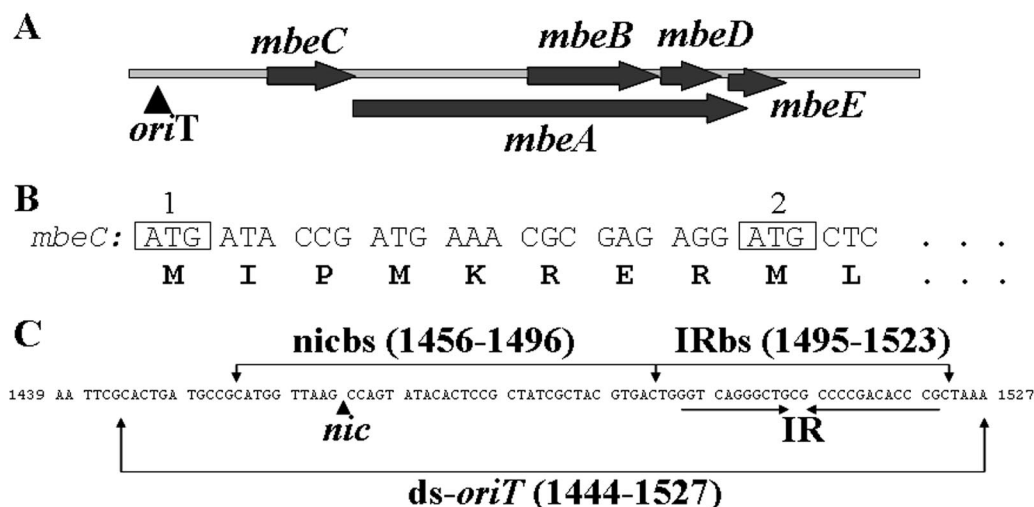 A
mbeC mbeB mbeD
oriT mbeE
mbeA
B
1 2
mbeC: ATG ATA CCG ATG AAA CGC GAG AGG ATG CTC . . .
M I P M K R E R M L . . .
C
nicbs (1456-1496) IRbs (1495-1523)
1439 AA TTCGCACTGA TGCCGCATGG TTAAG CCAGT ATACACTCCG CTATCGCTAC GTGACTGGGT CAGGGCTGCG CCCCGACACC CGCTAAA 1527
nic IR
ds-oriT (1444-1527)